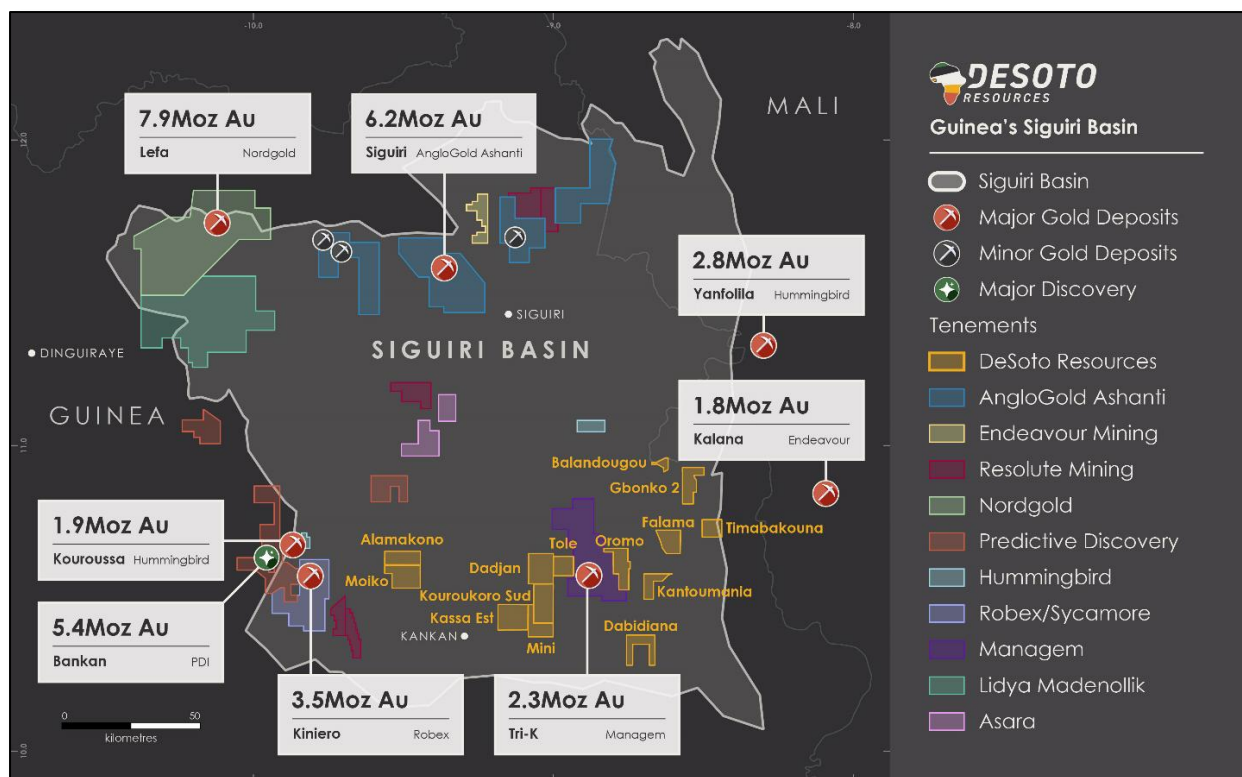 -10.0
-9.0
-8.0
12.0
11.0
10.0
12.0
11.0
10.0
MALI
GUINEA
SIGUIRI BASIN
7.9Moz Au
Lefa Nordgold
6.2Moz Au
Siguiri AngloGold Ashanti
2.8Moz Au
Yanfolila Hummingbird
1.8Moz Au
Kalana Endeavour
1.9Moz Au
Kouroussa Hummingbird
5.4Moz Au
Bankan PDI
3.5Moz Au
Kiniero Robex
2.3Moz Au
Tri-K Managem
SIGUIRI
DINGUIRAYE
KANKAN
Balandougou
Gbonko 2
Falama
Timabakouna
Alamakono
Tole
Oromo
Moiko
Dadjan
Kouroukoro Sud
Kantoumania
Kassa Est
Mini
Dabidiana
0 50
kilometres
DESOTO
RESOURCES
Guinea's Siguiri Basin
Siguiri Basin
Major Gold Deposits
Minor Gold Deposits
Major Discovery
Tenements
DeSoto Resources
AngloGold Ashanti
Endeavour Mining
Resolute Mining
Nordgold
Predictive Discovery
Hummingbird
Robex/Sycamore
Managem
Lidya Madenollik
Asara